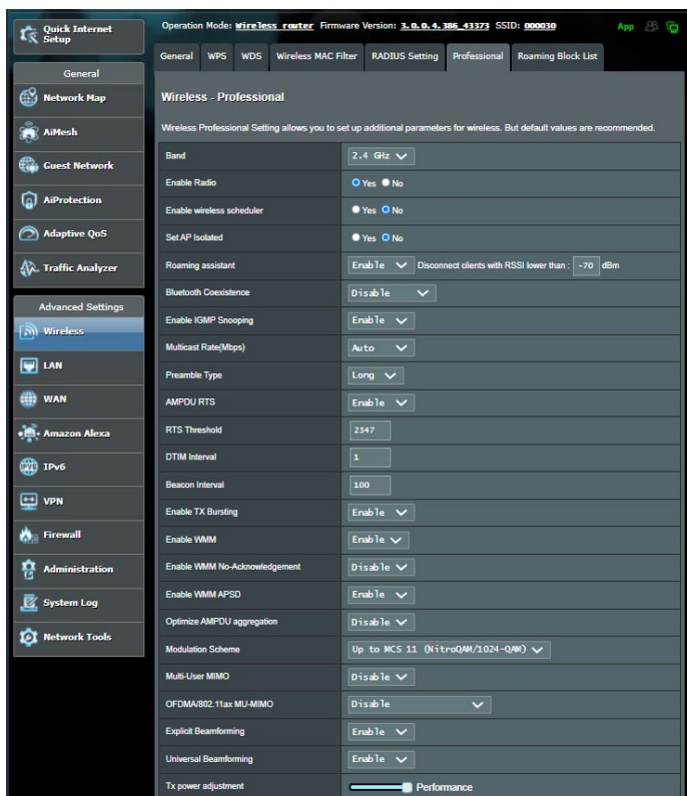 Quick Internet
Setup
Operation Mode: Wireless router Firmware Version: 3.0.0.4.386_43373 SSID: 000030 App
General WPS WDS Wireless MAC Filter RADIUS Setting Professional Roaming Block List
General
Network Map
AiMesh
Guest Network
AiProtection
Adaptive QoS
Traffic Analyzer
Advanced Settings
Wireless
LAN
WAN
Amazon Alexa
IPv6
VPN
Firewall
Administration
System Log
Network Tools
Wireless - Professional
Wireless Professional Setting allows you to set up additional parameters for wireless. But default values are recommended.
Band 2.4 GHz
Enable Radio Yes No
Enable wireless scheduler Yes No
Set AP Isolated Yes No
Roaming assistant Enable Disconnect clients with RSSI lower than : -70 dBm
Bluetooth Coexistence Disable
Enable IGMP Snooping Enable
Multicast Rate(Mbps) Auto
Preamble Type Long
AMPDU RTS Enable
RTS Threshold 2347
DTIM Interval 1
Beacon Interval 100
Enable TX Bursting Enable
Enable WMM Enable
Enable WMM No-Acknowledgement Disable
Enable WMM APSD Enable
Optimize AMPDU aggregation Disable
Modulation Scheme Up to MCS 11 (NitroQAM/1024-QAM)
Multi-User MIMO Disable
OFDMA/802.11ax MU-MIMO Disable
Explicit Beamforming Enable
Universal Beamforming Enable
Tx power adjustment Performance